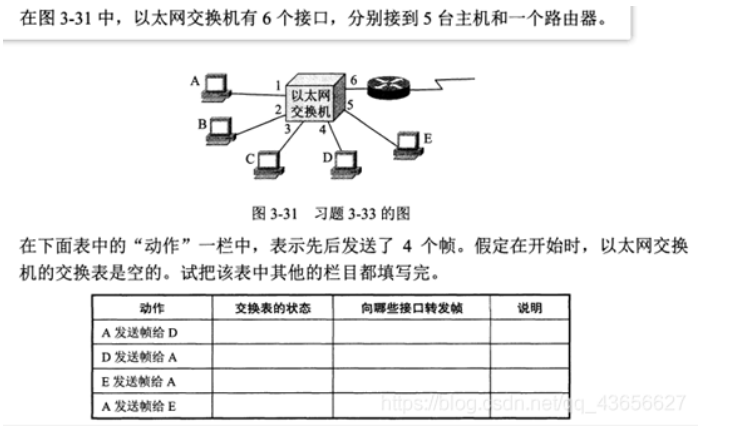 在图 3-31 中，以太网交换机有 6 个接口，分别接到 5 台主机和一个路由器。
A
1
6
以太网
交换机
2
5
B
3
4
E
C
D
图 3-31 习题 3-33 的图
在下面表中的“动作”一栏中，表示先后发送了 4 个帧。假定在开始时，以太网交换
机的交换表是空的。试把该表中其他的栏目都填写完。
动作 交换表的状态 向哪些接口转发帧 说明
A 发送帧给 D
D 发送帧给 A
E 发送帧给 A
A 发送帧给 E
https://blog.csdn.net/qq_43656627